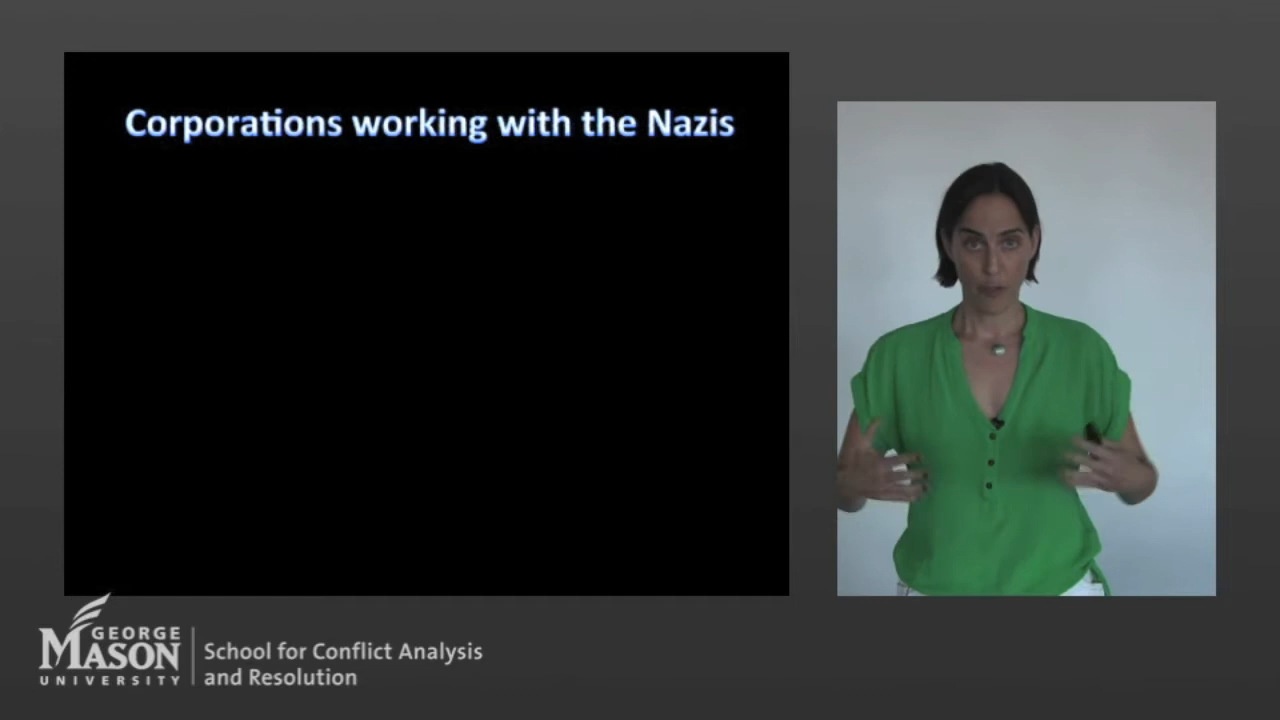 Corporations working with the Nazis
GEORGE
MASON
UNIVERSITY
School for Conflict Analysis
and Resolution